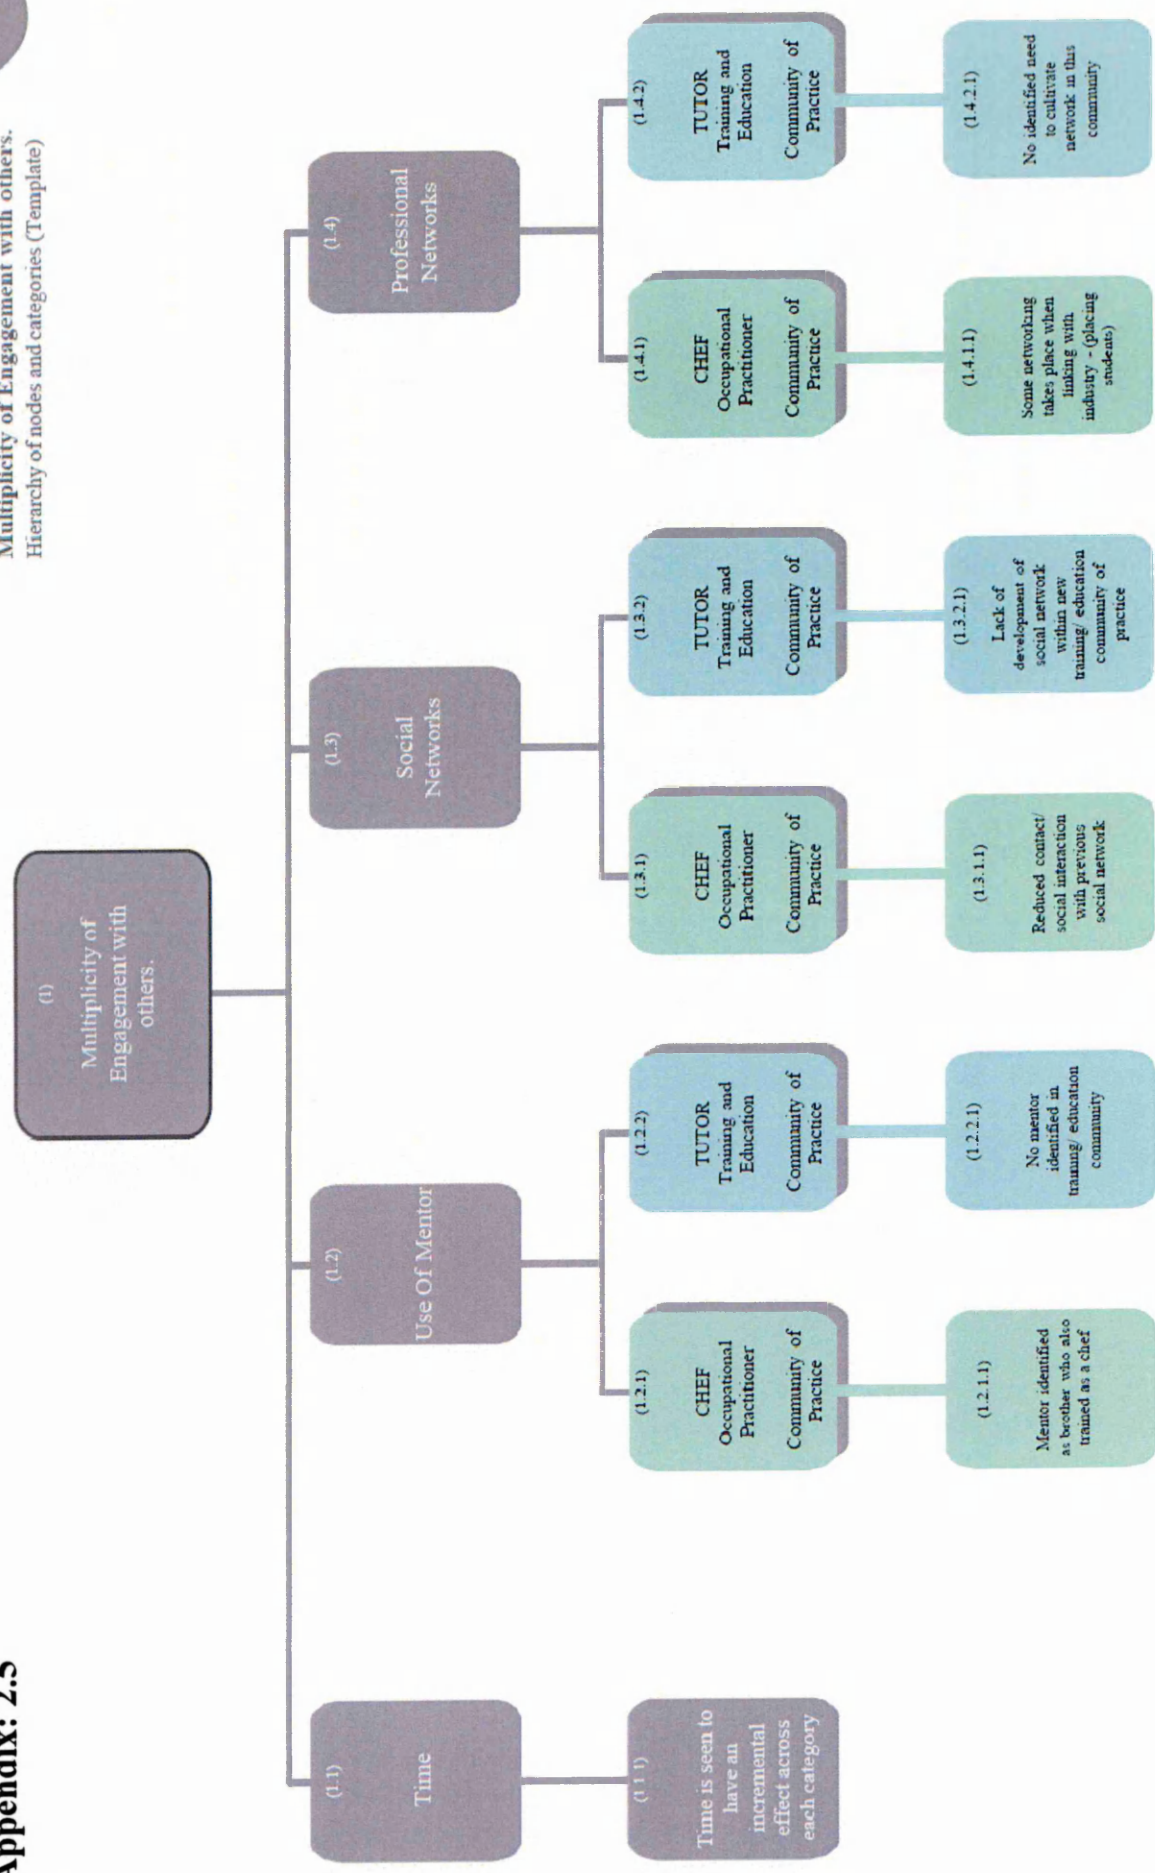 Appendix: 2.5
Multiplicity of Engagement with others.
Hierarchy of nodes and categories (Template)
(1)
Multiplicity of
Engagement with
others.
(1.1)
Time
(1.2)
Use Of Mentor
(1.3)
Social
Networks
(1.4)
Professional
Networks
(1 1 1)
Time is seen to
have an
incremental
effect across
each category
(1.2.1)
CHEF
Occupational
Practitioner
Community of
Practice
(1.2.2)
TUTOR
Training and
Education
Community of
Practice
(1.3.1)
CHEF
Occupational
Practitioner
Community of
Practice
(1.3.2)
TUTOR
Training and
Education
Community of
Practice
(1.4.1)
CHEF
Occupational
Practitioner
Community of
Practice
(1.4.2)
TUTOR
Training and
Education
Community of
Practice
(1.2.1.1)
Mentor identified
as brother who also
trained as a chef
(1.2.2.1)
No mentor
identified in
training/ education
community
(1.3.1.1)
Reduced contact/
social interaction
with previous
social network
(1.3.2.1)
Lack of
development of
social network
within new
training/ education
community of
practice
(1.4.1.1)
Some networking
takes place when
linking with
industry - (placing
students)
(1.4.2.1)
No identified need
to cultivate
network in this
community